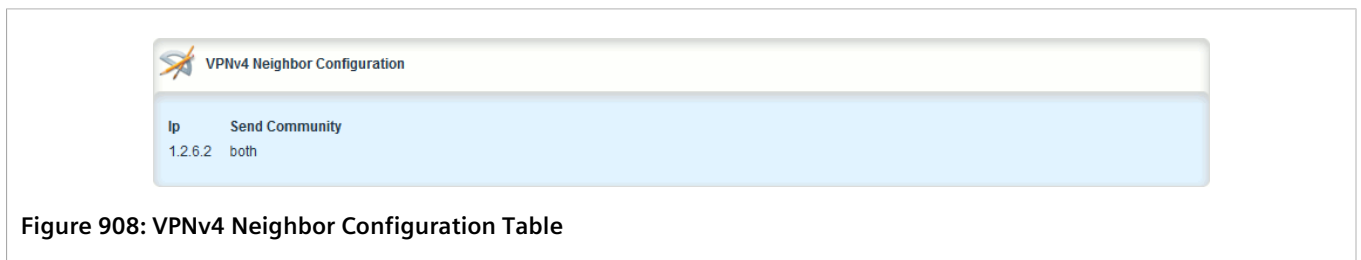 VPNv4 Neighbor Configuration
Ip Send Community
1.2.6.2 both
Figure 908: VPNv4 Neighbor Configuration Table